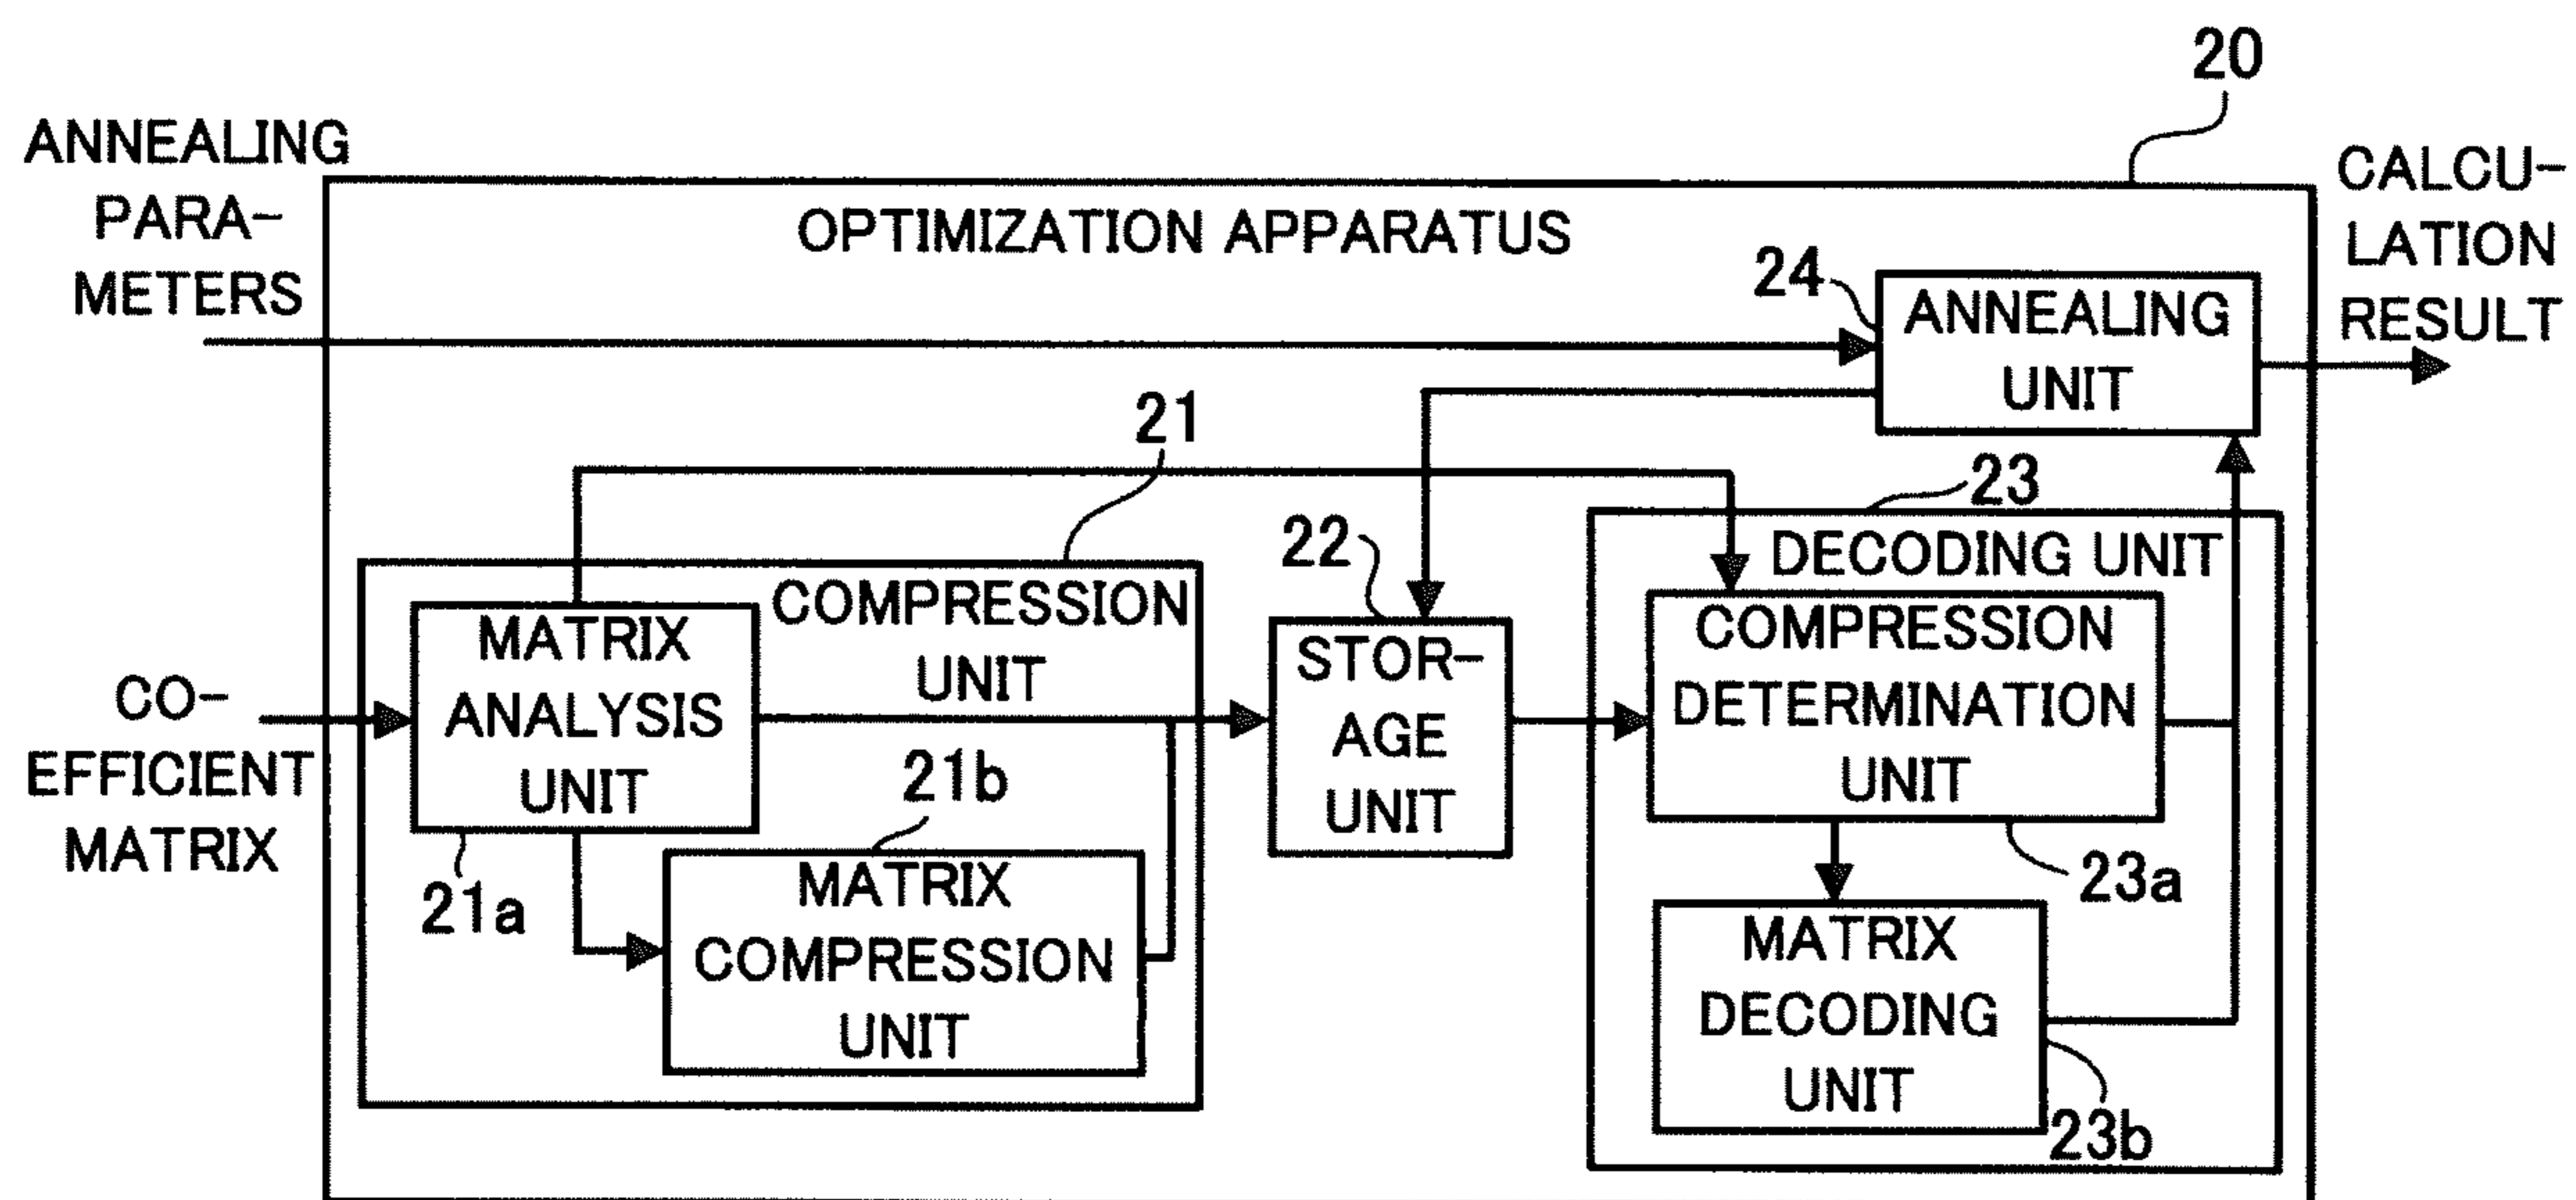 20
ANNEALING
PARA-
METERS
CALCU-
LATION
RESULT
OPTIMIZATION APPARATUS
24
ANNEALING
UNIT
21
COMPRESSION
UNIT
MATRIX
ANALYSIS
UNIT
21a
21b
MATRIX
COMPRESSION
UNIT
CO-
EFFICIENT
MATRIX
22
STOR-
AGE
UNIT
23
DECODING UNIT
COMPRESSION
DETERMINATION
UNIT
23a
MATRIX
DECODING
UNIT
23b